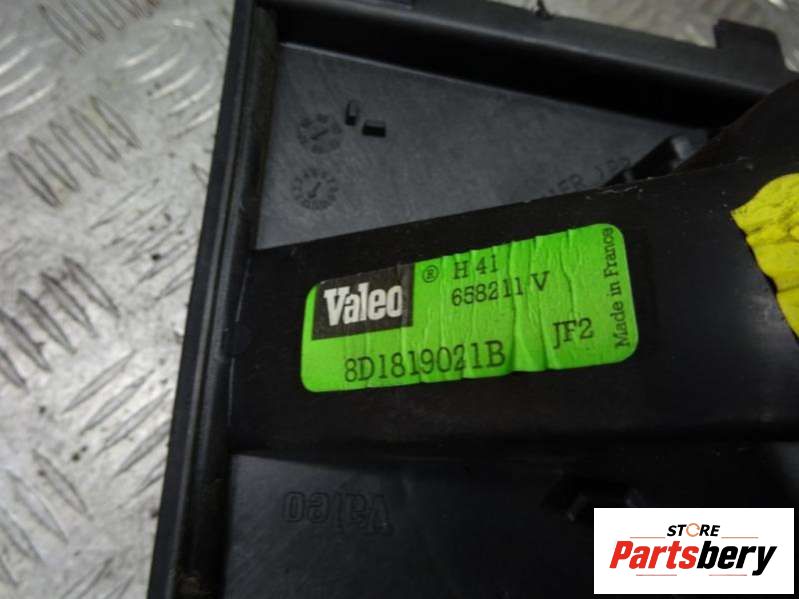 Valeo ® H 41
658211 V
8D1819021B JF2
Made in France
Valeo
STORE
Partsbery